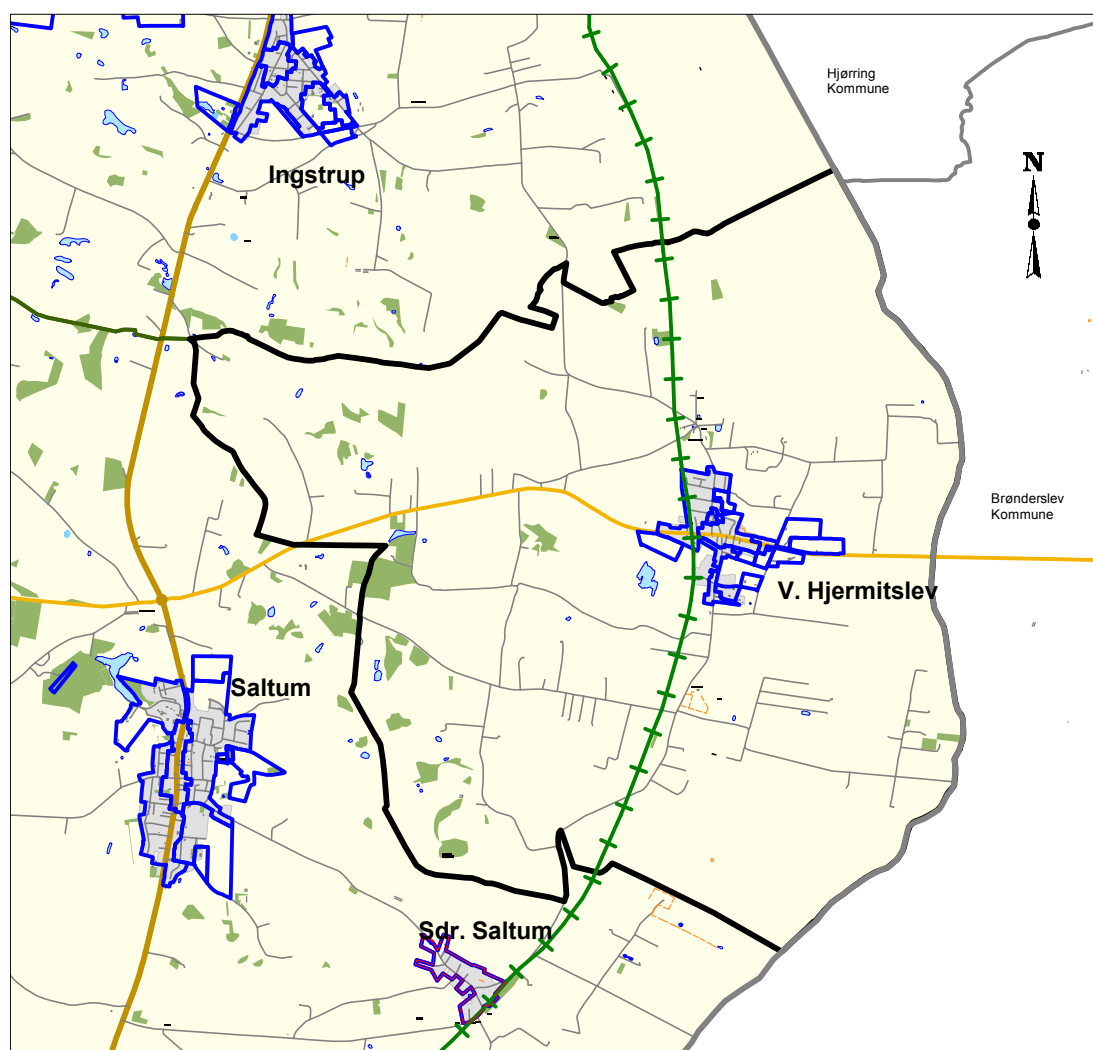 Hjørring
Kommune
N
Ingstrup
Brønderslev
Kommune
V. Hjermitslev
Saltum
Sdr. Saltum